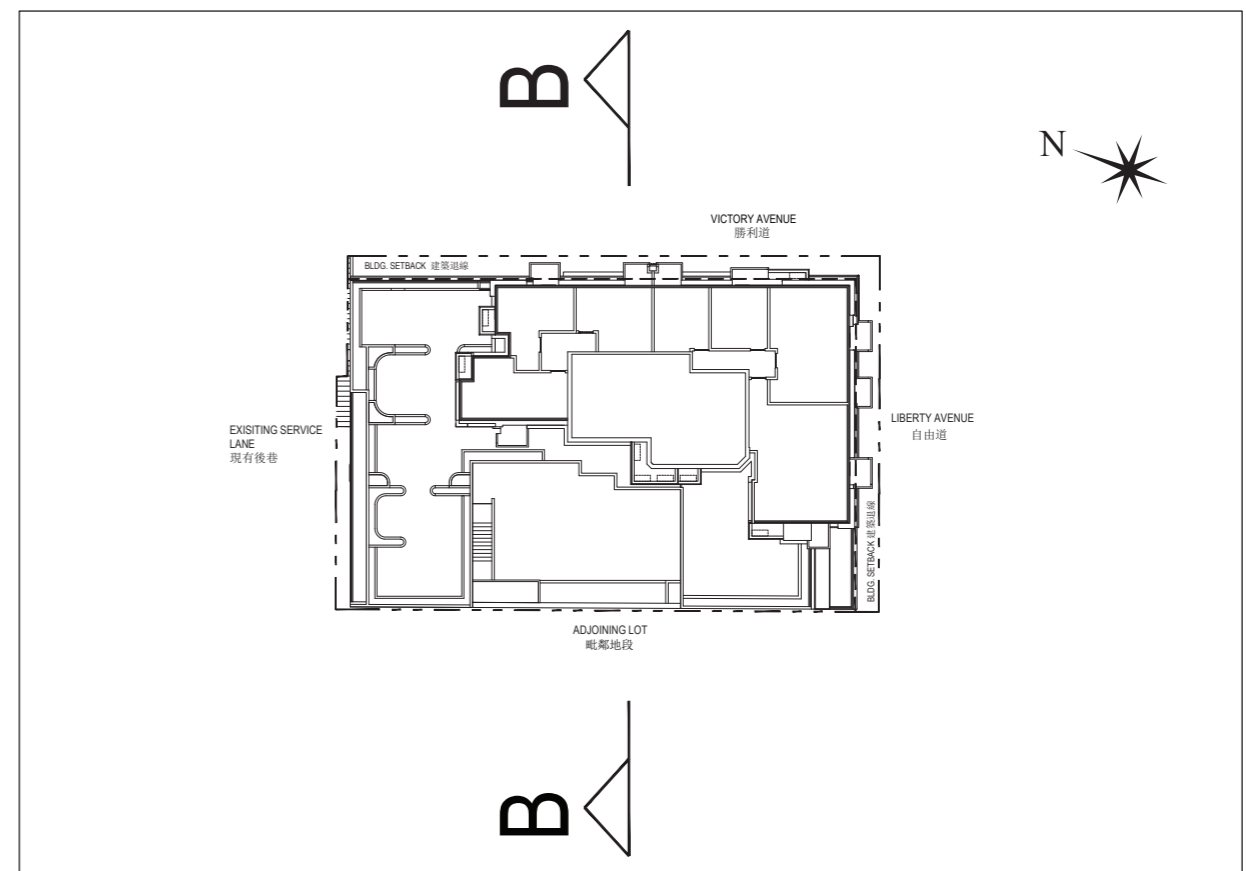 B
N
VICTORY AVENUE
勝利道
BLDG. SETBACK 建築退線
EXISITING SERVICE
LANE
現有後巷
LIBERTY AVENUE
自由道
BLDG. SETBACK 建築退線
ADJOINING LOT
毗鄰地段
B